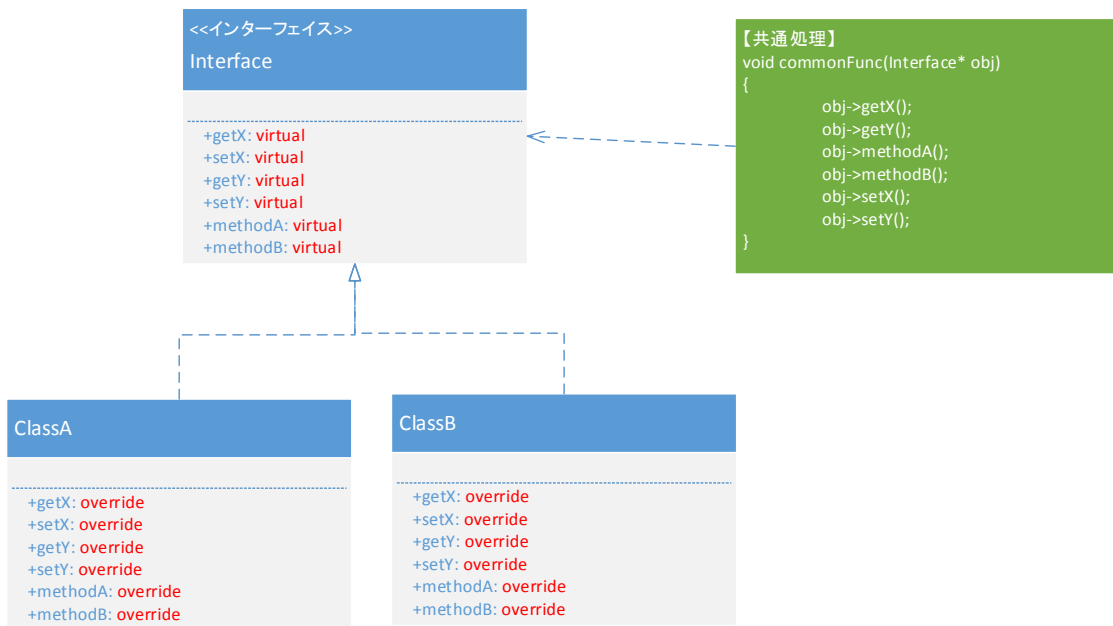 <<インターフェイス>>
Interface
+getX: virtual
+setX: virtual
+getY: virtual
+setY: virtual
+methodA: virtual
+methodB: virtual
【共通処理】
void commonFunc(Interface* obj)
{
obj->getX();
obj->getY();
obj->methodA();
obj->methodB();
obj->setX();
obj->setY();
}
ClassA
+getX: override
+setX: override
+getY: override
+setY: override
+methodA: override
+methodB: override
ClassB
+getX: override
+setX: override
+getY: override
+setY: override
+methodA: override
+methodB: override